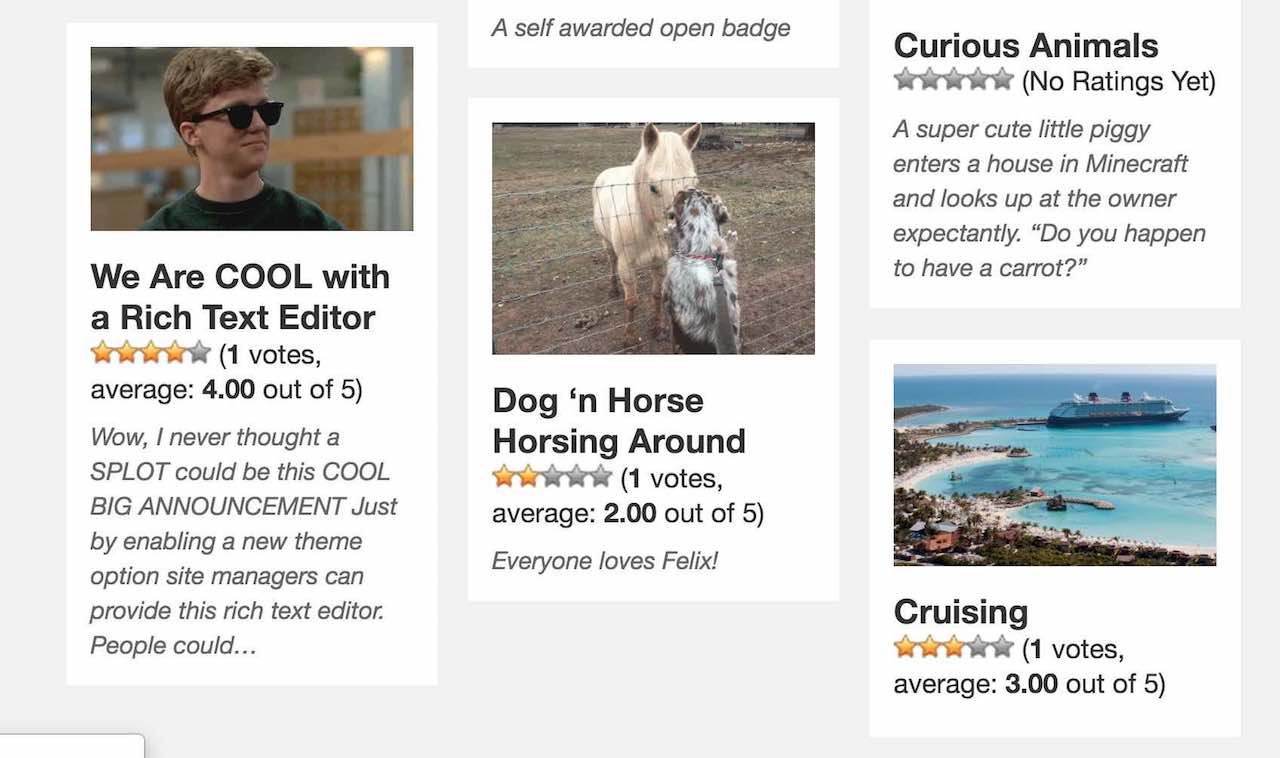 We Are COOL with
a Rich Text Editor
(1 votes,
average: 4.00 out of 5)
Wow, I never thought a
SPLOT could be this COOL
BIG ANNOUNCEMENT Just
by enabling a new theme
option site managers can
provide this rich text editor.
People could…
A self awarded open badge
Dog ‘n Horse
Horsing Around
(1 votes,
average: 2.00 out of 5)
Everyone loves Felix!
Curious Animals
(No Ratings Yet)
A super cute little piggy
enters a house in Minecraft
and looks up at the owner
expectantly. “Do you happen
to have a carrot?”
Cruising
(1 votes,
average: 3.00 out of 5)